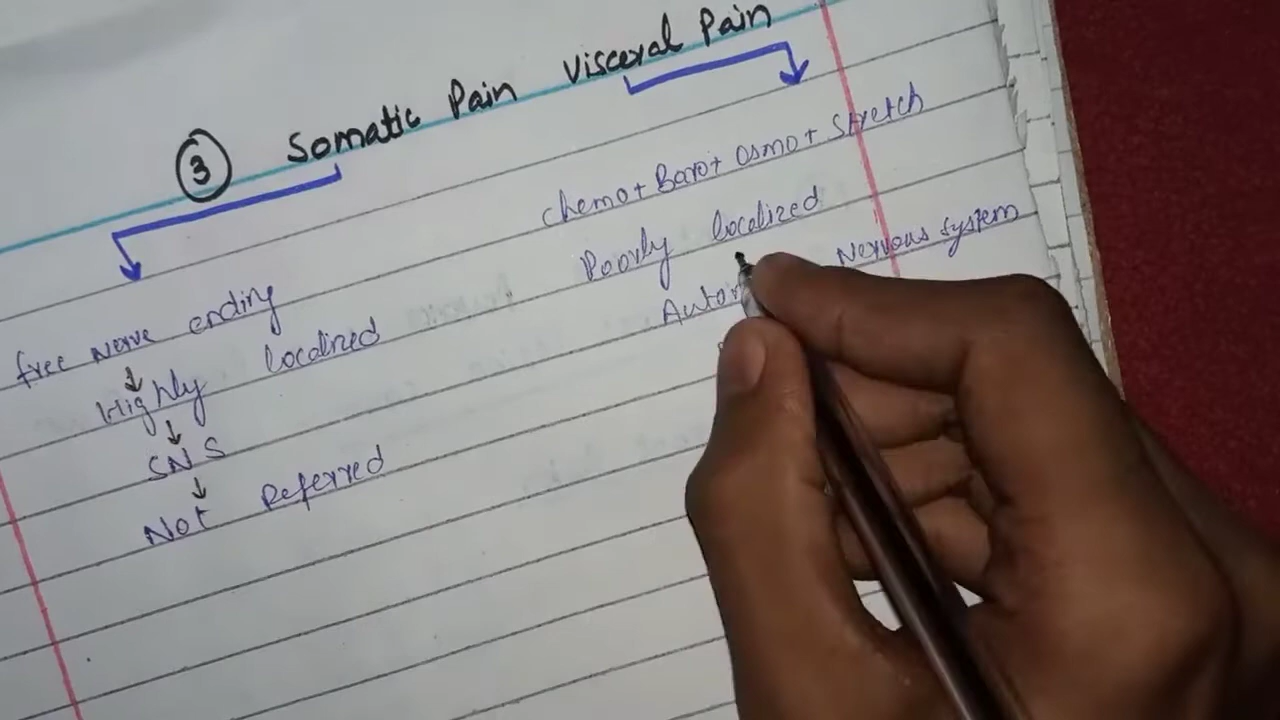 ③ Somatic Pain Visceral Pain
free Nerve ending
Highly localized
SNS
Not Referred
Chemo + Baro + Osmo + Stretch
Poorly localized
Nervous system